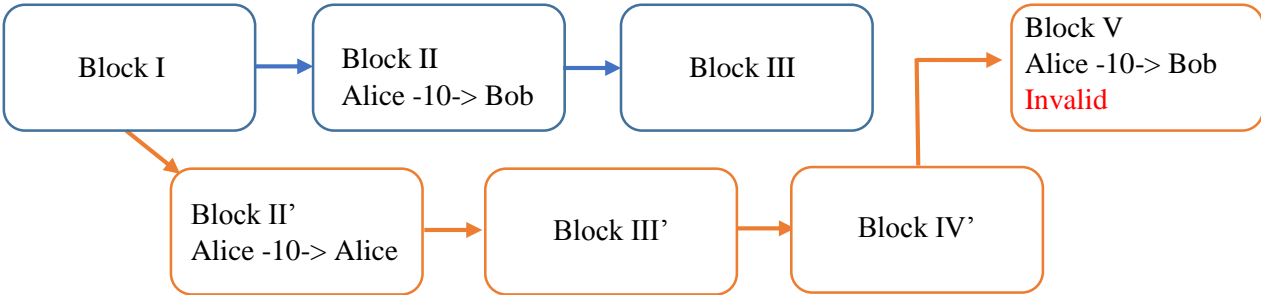 Block I
Block II
Alice -10-> Bob
Block III
Block V
Alice -10-> Bob
Invalid
Block II’
Alice -10-> Alice
Block III’
Block IV’